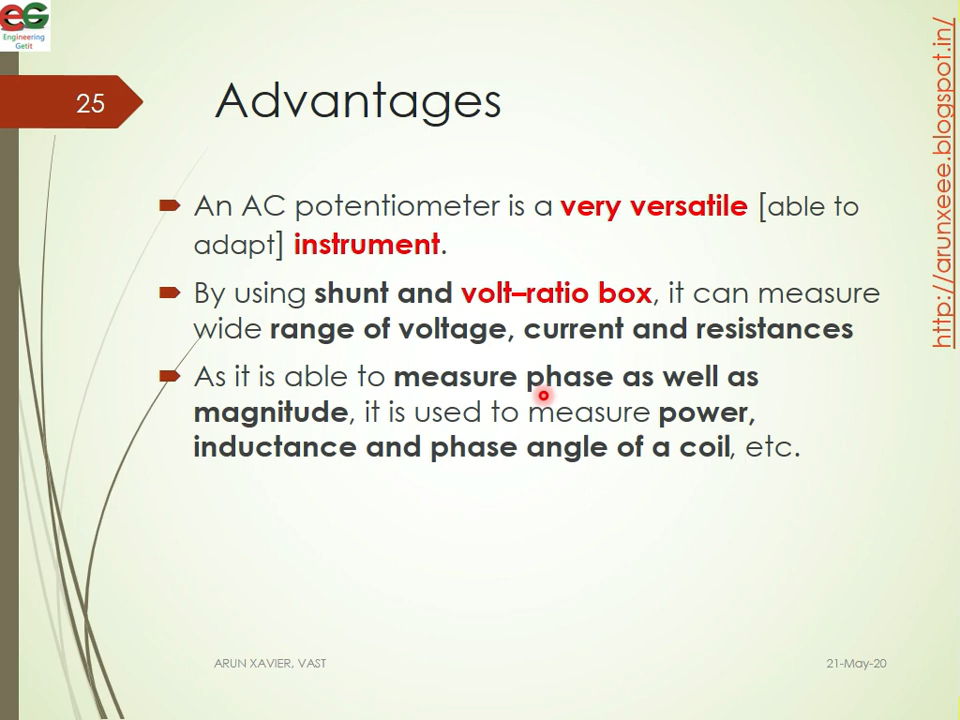 EG
Engineering
Getit
25
Advantages
An AC potentiometer is a very versatile [able to
adapt] instrument.
By using shunt and volt–ratio box, it can measure
wide range of voltage, current and resistances
As it is able to measure phase as well as
magnitude, it is used to measure power,
inductance and phase angle of a coil, etc.
ARUN XAVIER, VAST
21-May-20
http://arunxeee.blogspot.in/